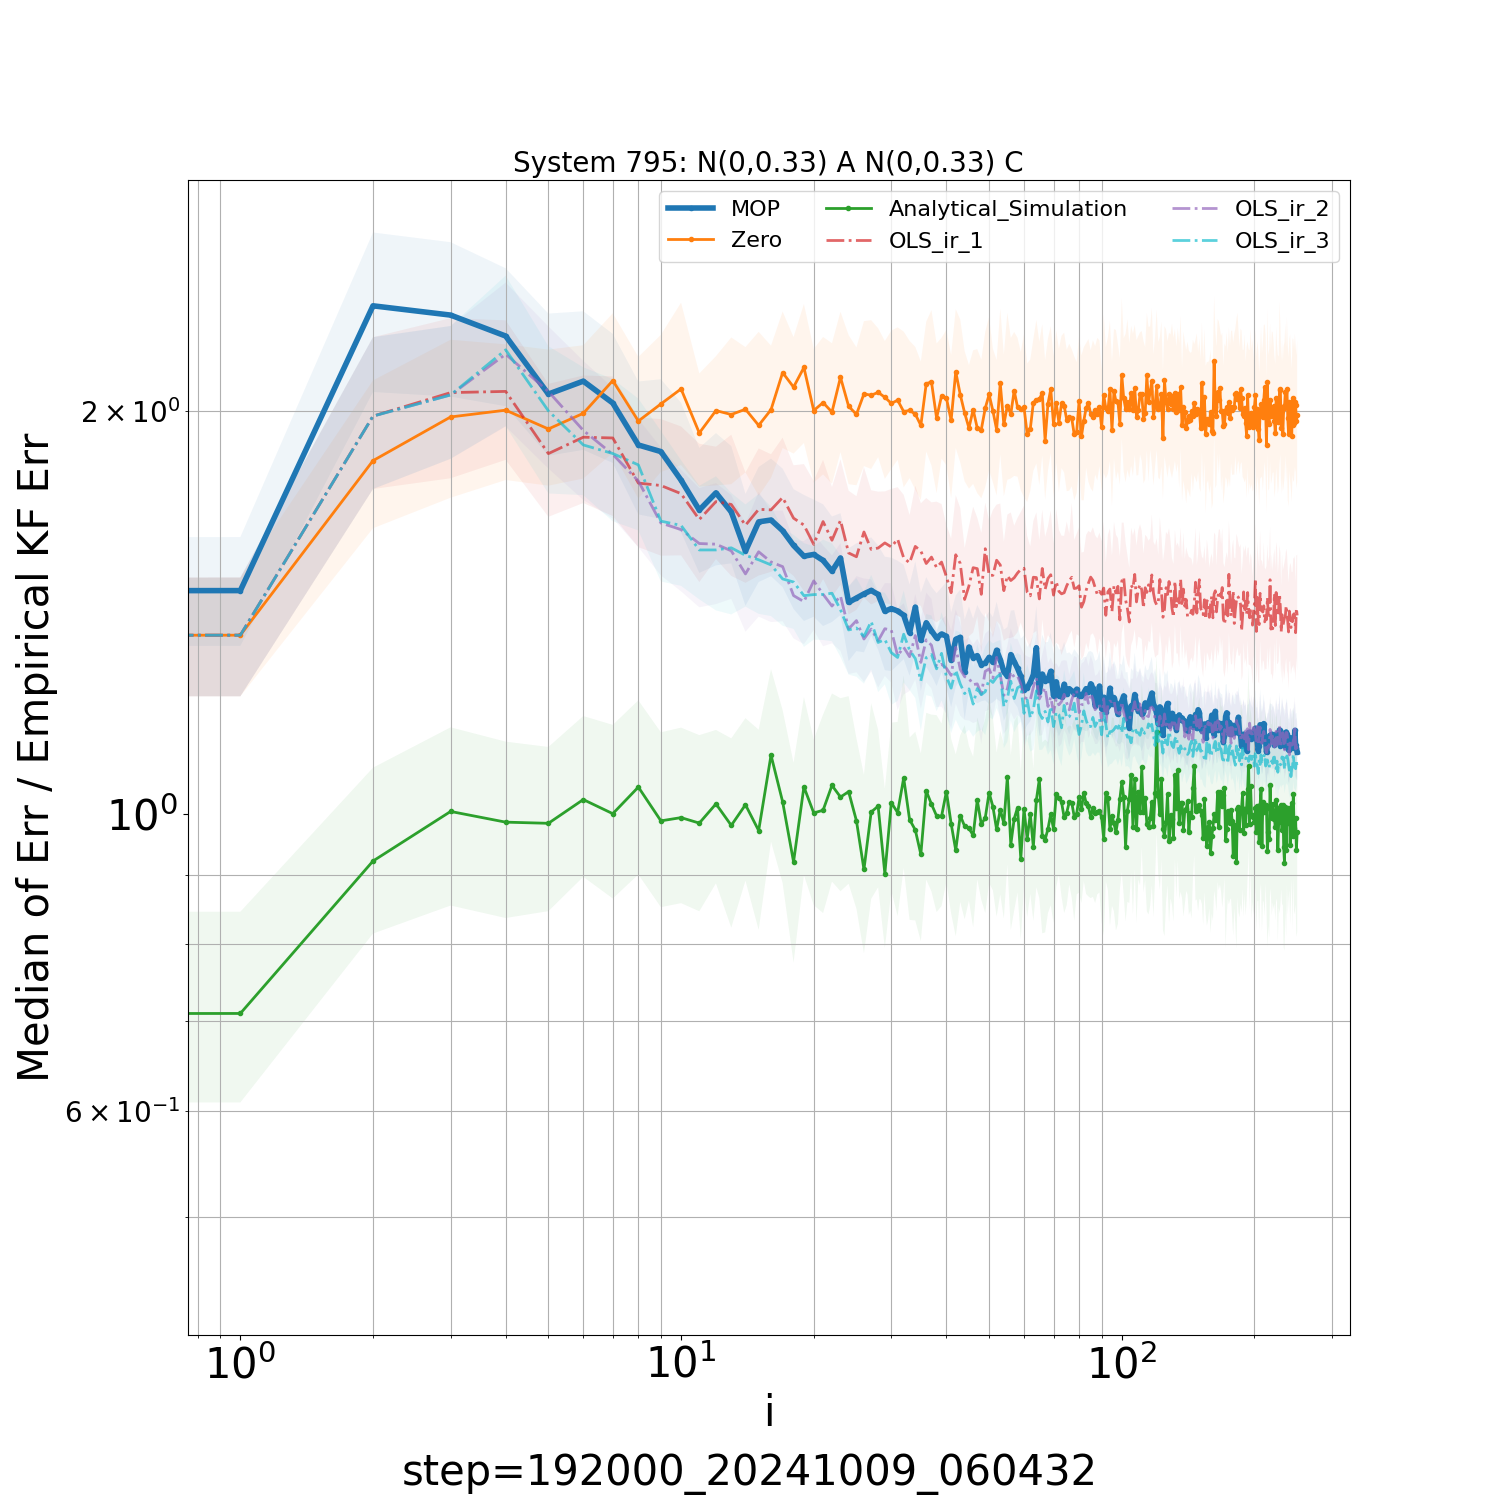 System 795: N(0,0.33) A N(0,0.33) C
MOP
Zero
Analytical_Simulation
OLS_ir_1
OLS_ir_2
OLS_ir_3
Median of Err / Empirical KF Err
2 × 10⁰
10⁰
6 × 10⁻¹
10⁰
10¹
10²
i
step=192000_20241009_060432